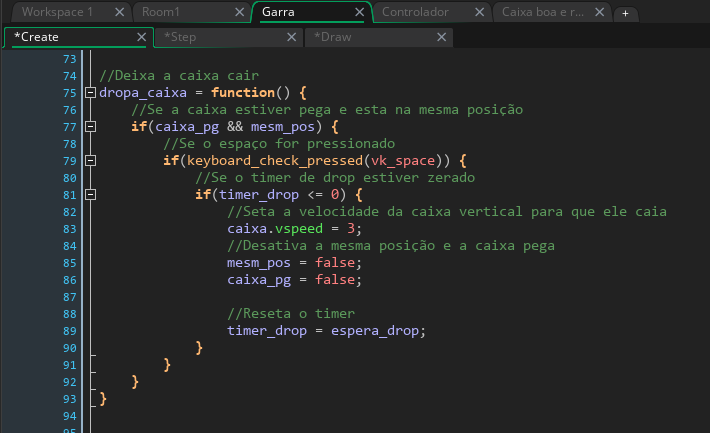 Workspace 1 Room1 Garra Controlador Caixa boa e r... +
*Create *Step *Draw
73
74 //Deixa a caixa cair
75 dropa_caixa = function() {
76 //Se a caixa estiver pega e esta na mesma posição
77 if(caixa_pg && mesm_pos) {
78 //Se o espaço for pressionado
79 if(keyboard_check_pressed(vk_space)) {
80 //Se o timer de drop estiver zerado
81 if(timer_drop <= 0) {
82 //Seta a velocidade da caixa vertical para que ele caia
83 caixa.vspeed = 3;
84 //Desativa a mesma posição e a caixa pega
85 mesm_pos = false;
86 caixa_pg = false;
87
88 //Reseta o timer
89 timer_drop = espera_drop;
90 }
91 }
92 }
93 }
94
95